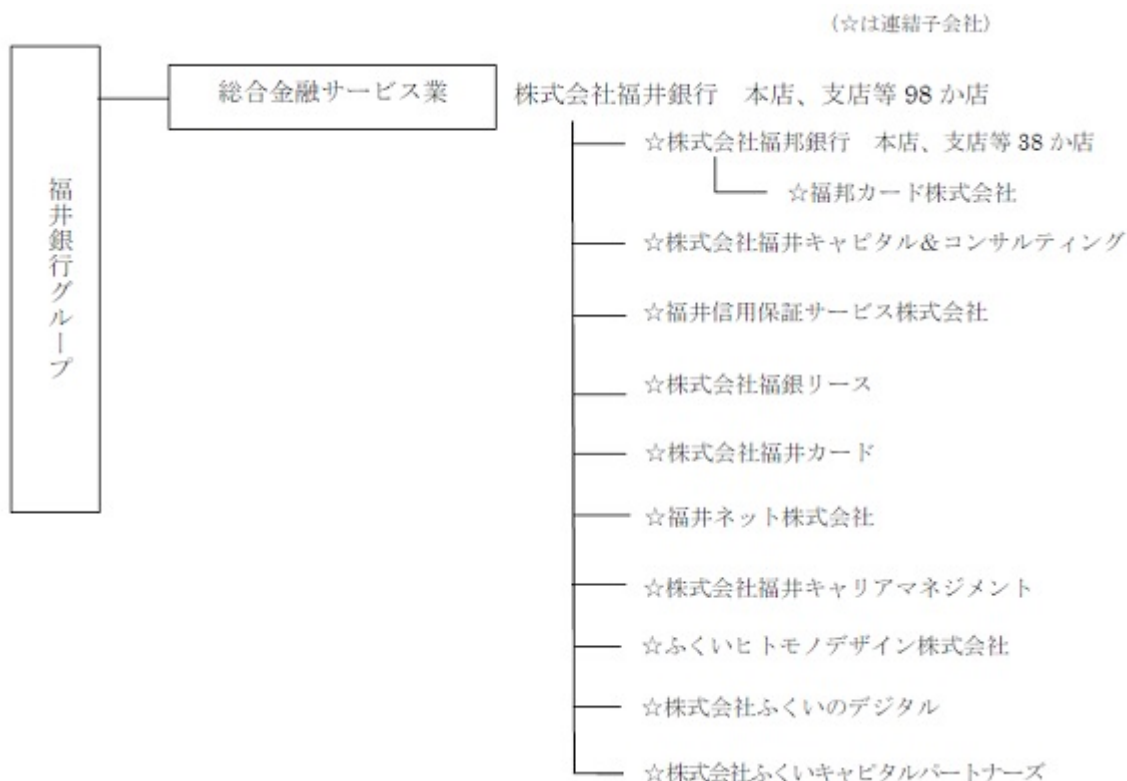 (☆は連結子会社)
総合金融サービス業
株式会社福井銀行　本店、支店等 98 か店
☆株式会社福邦銀行　本店、支店等 38 か店
☆福邦カード株式会社
福井銀行グループ
☆株式会社福井キャピタル＆コンサルティング
☆福井信用保証サービス株式会社
☆株式会社福銀リース
☆株式会社福井カード
☆福井ネット株式会社
☆株式会社福井キャリアマネジメント
☆ふくいヒトモノデザイン株式会社
☆株式会社ふくいのデジタル
☆株式会社ふくいキャピタルパートナーズ